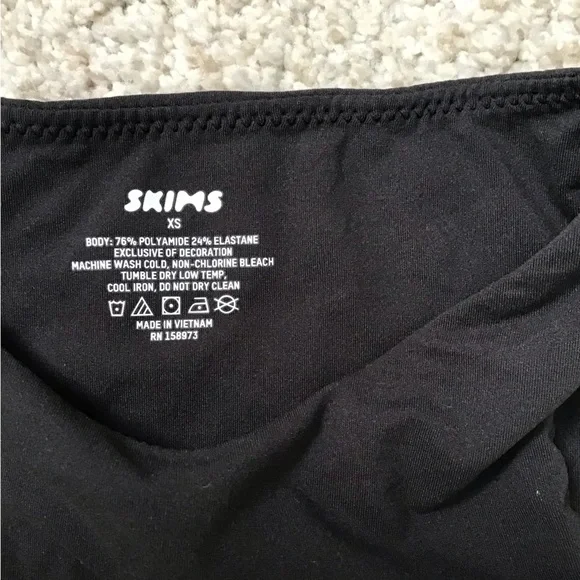 SKIMS
XS
BODY: 76% POLYAMIDE 24% ELASTANE
EXCLUSIVE OF DECORATION
MACHINE WASH COLD, NON-CHLORINE BLEACH
TUMBLE DRY LOW TEMP,
COOL IRON, DO NOT DRY CLEAN
MADE IN VIETNAM
RN 158973